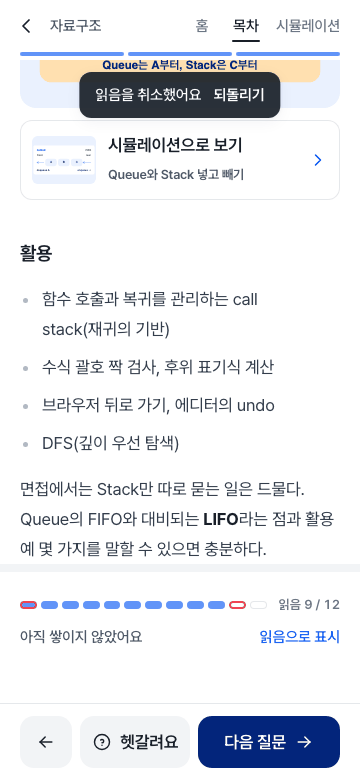 자료구조
홈
목차
시뮬레이션
Queue는 A부터, Stack은 C부터
읽음을 취소했어요 되돌리기
시뮬레이션으로 보기
Queue와 Stack 넣고 빼기
활용
함수 호출과 복귀를 관리하는 call
stack(재귀의 기반)
수식 괄호 짝 검사, 후위 표기식 계산
브라우저 뒤로 가기, 에디터의 undo
DFS(깊이 우선 탐색)
면접에서는 Stack만 따로 묻는 일은 드물다.
Queue의 FIFO와 대비되는 LIFO라는 점과 활용
예 몇 가지를 말할 수 있으면 충분하다.
읽음 9 / 12
아직 쌓이지 않았어요
읽음으로 표시
헷갈려요
다음 질문